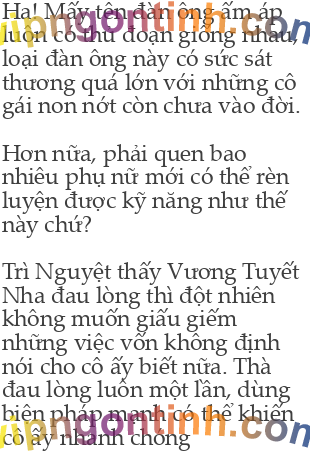 Ha! Mấy tên đàn ông ấm áp
luôn có thủ đoạn giống nhau,
loại đàn ông này có sức sát
thương quá lớn với những cô
gái non nớt còn chưa vào đời.

Hơn nữa, phải quen bao
nhiêu phụ nữ mới có thể rèn
luyện được kỹ năng như thế
này chứ?

Trì Nguyệt thấy Vương Tuyết
Nha đau lòng thì đột nhiên
không muốn giấu giếm
những việc vốn không định
nói cho cô ấy biết nữa. Thà
đau lòng luôn một lần, dùng
biện pháp mạnh có thể khiến
cô ấy nhanh chóng
vipngontinh.com
vipngontinh.com